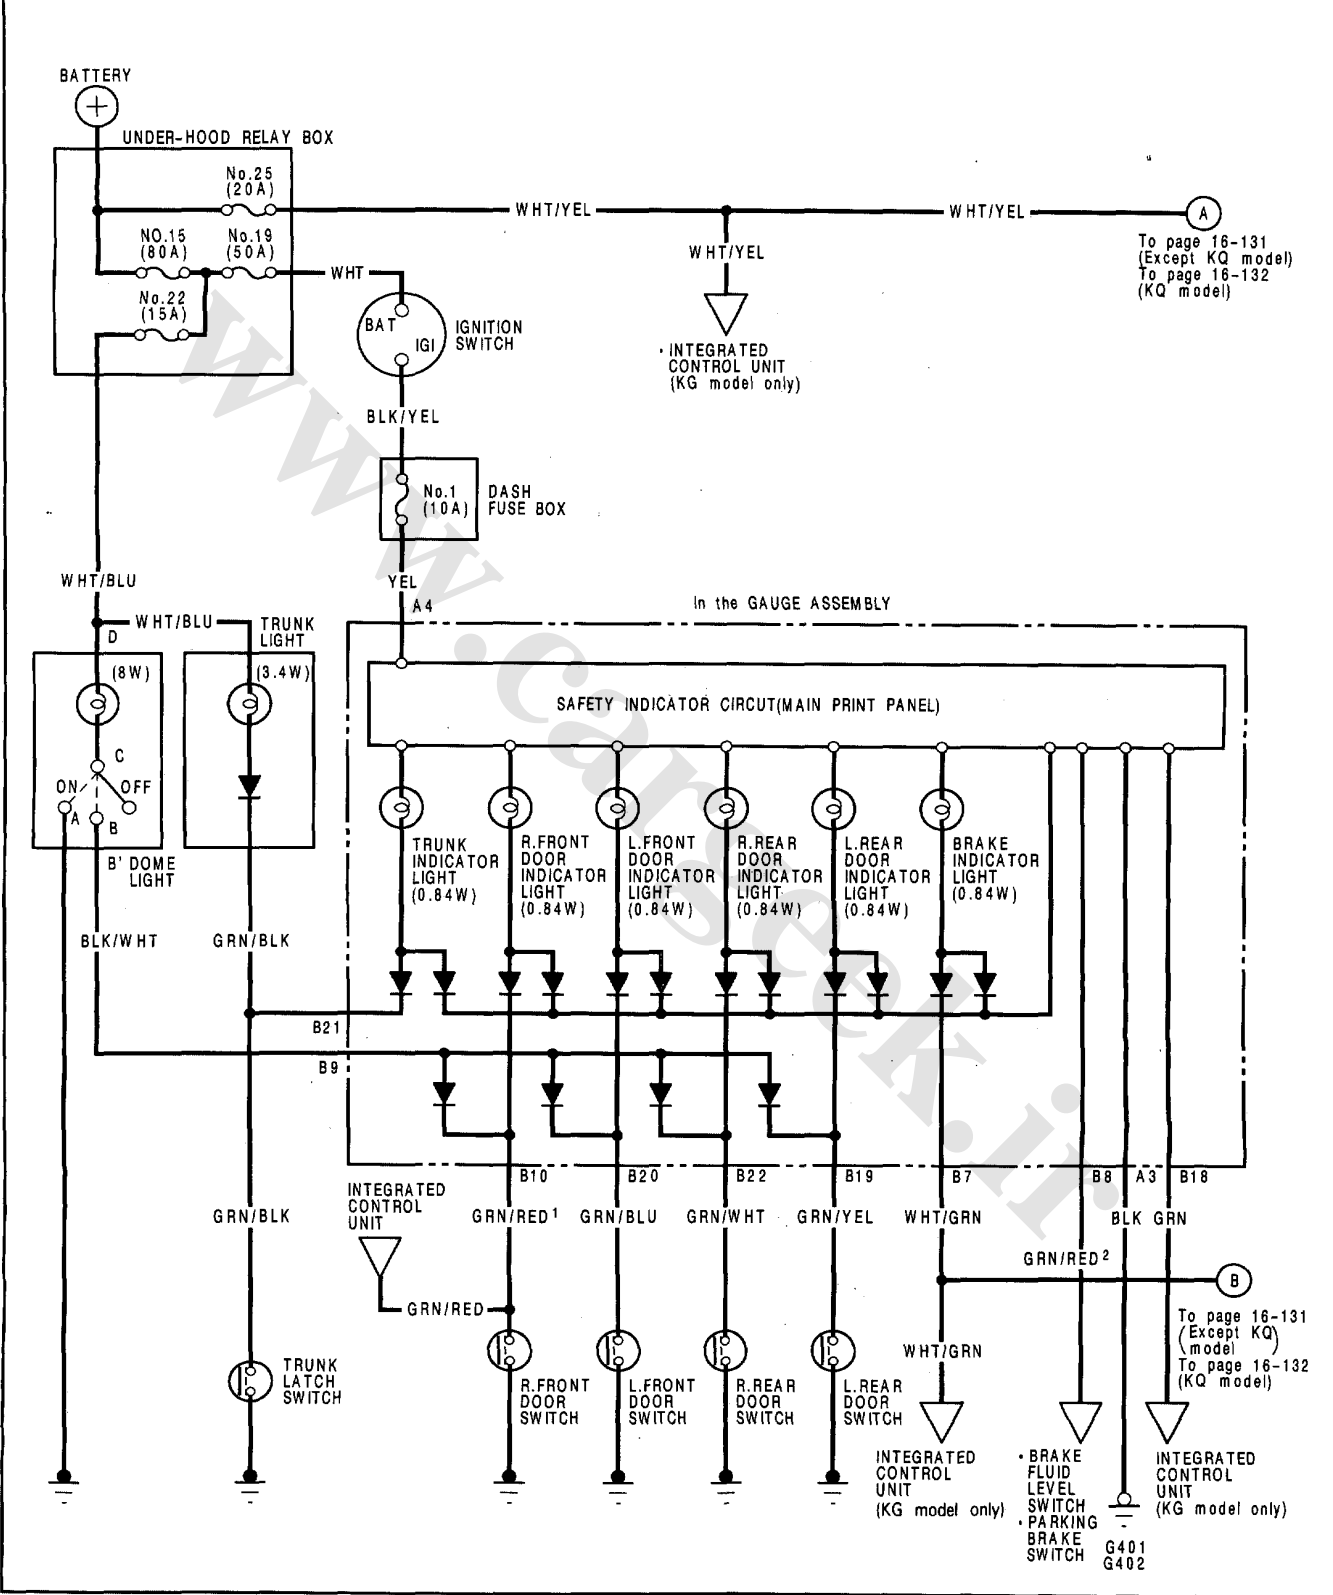 BATTERY
UNDER-HOOD RELAY BOX
No.25
(20A)
WHT/YEL
WHT/YEL
A
NO.15
(80A)
No.19
(50A)
WHT
WHT/YEL
To page 16-131
(Except KQ model)
To page 16-132
(KQ model)
No.22
(15A)
BAT
IGI
IGNITION
SWITCH
• INTEGRATED
CONTROL UNIT
(KG model only)
BLK/YEL
No.1
(10A)
DASH
FUSE BOX
WHT/BLU
YEL
A4
In the GAUGE ASSEMBLY
WHT/BLU
D
TRUNK
LIGHT
(8W)
(3.4W)
SAFETY INDICATOR CIRCUT(MAIN PRINT PANEL)
C
ON
OFF
A
B
B' DOME
LIGHT
TRUNK
INDICATOR
LIGHT
(0.84W)
R.FRONT
DOOR
INDICATOR
LIGHT
(0.84W)
L.FRONT
DOOR
INDICATOR
LIGHT
(0.84W)
R.REAR
DOOR
INDICATOR
LIGHT
(0.84W)
L.REAR
DOOR
INDICATOR
LIGHT
(0.84W)
BRAKE
INDICATOR
LIGHT
(0.84W)
BLK/WHT
GRN/BLK
B21
B9
B10
B20
B22
B19
B7
B8
A3
B18
INTEGRATED
CONTROL
UNIT
GRN/BLK
GRN/RED1
GRN/BLU
GRN/WHT
GRN/YEL
WHT/GRN
BLK
GRN
GRN/RED2
B
GRN/RED
To page 16-131
(Except KQ
model)
To page 16-132
(KQ model)
WHT/GRN
TRUNK
LATCH
SWITCH
R.FRONT
DOOR
SWITCH
L.FRONT
DOOR
SWITCH
R.REAR
DOOR
SWITCH
L.REAR
DOOR
SWITCH
INTEGRATED
CONTROL
UNIT
(KG model only)
• BRAKE
FLUID
LEVEL
SWITCH
• PARKING
BRAKE
SWITCH
G401
G402
INTEGRATED
CONTROL
UNIT
(KG model only)
www.cargeek.ir